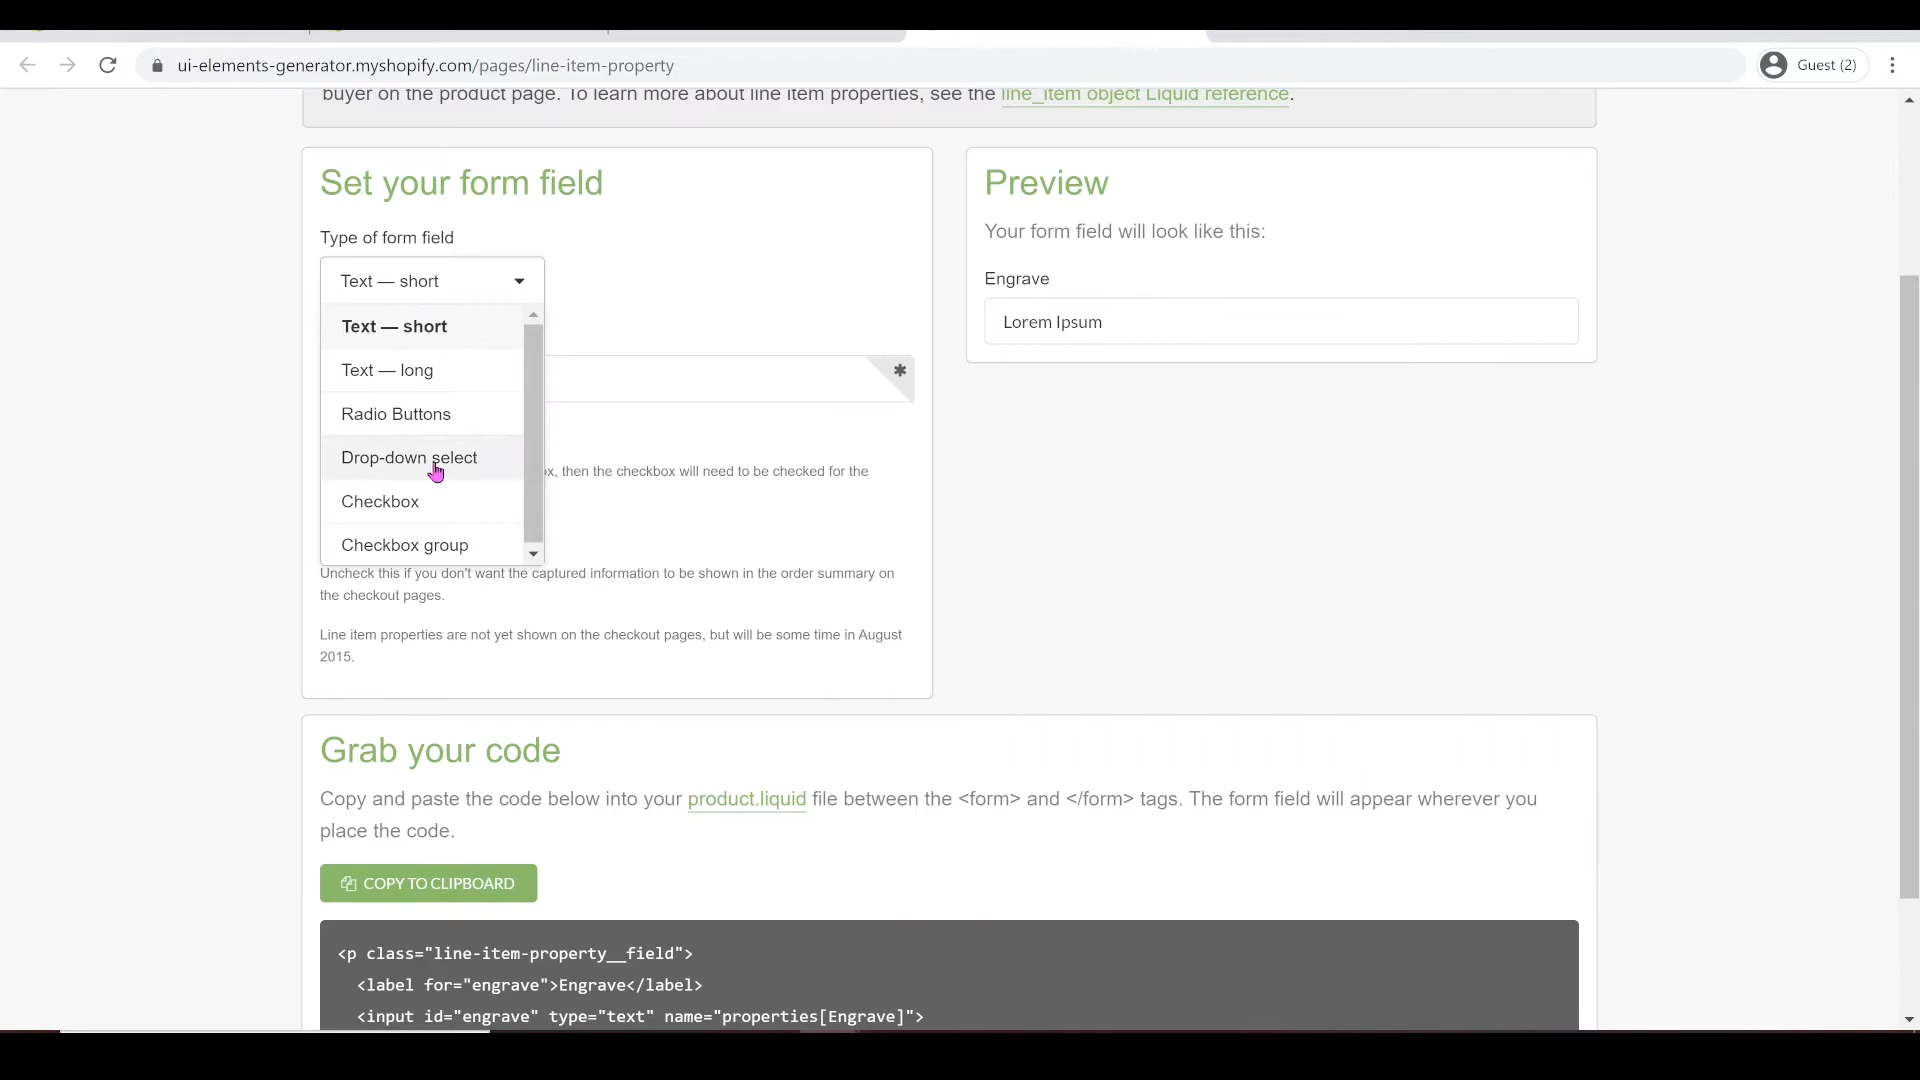 ui-elements-generator.myshopify.com/pages/line-item-property
Guest (2)
buyer on the product page. To learn more about line item properties, see the line_item object Liquid reference.
Set your form field
Type of form field
Text — short
Text — short
Text — long
Radio Buttons
Drop-down select
Checkbox
Checkbox group
*
x, then the checkbox will need to be checked for the
Uncheck this if you don't want the captured information to be shown in the order summary on
the checkout pages.
Line item properties are not yet shown on the checkout pages, but will be some time in August
2015.
Preview
Your form field will look like this:
Engrave
Lorem Ipsum
Grab your code
Copy and paste the code below into your product.liquid file between the <form> and </form> tags. The form field will appear wherever you
place the code.
COPY TO CLIPBOARD
<p class="line-item-property__field">
<label for="engrave">Engrave</label>
<input id="engrave" type="text" name="properties[Engrave]">